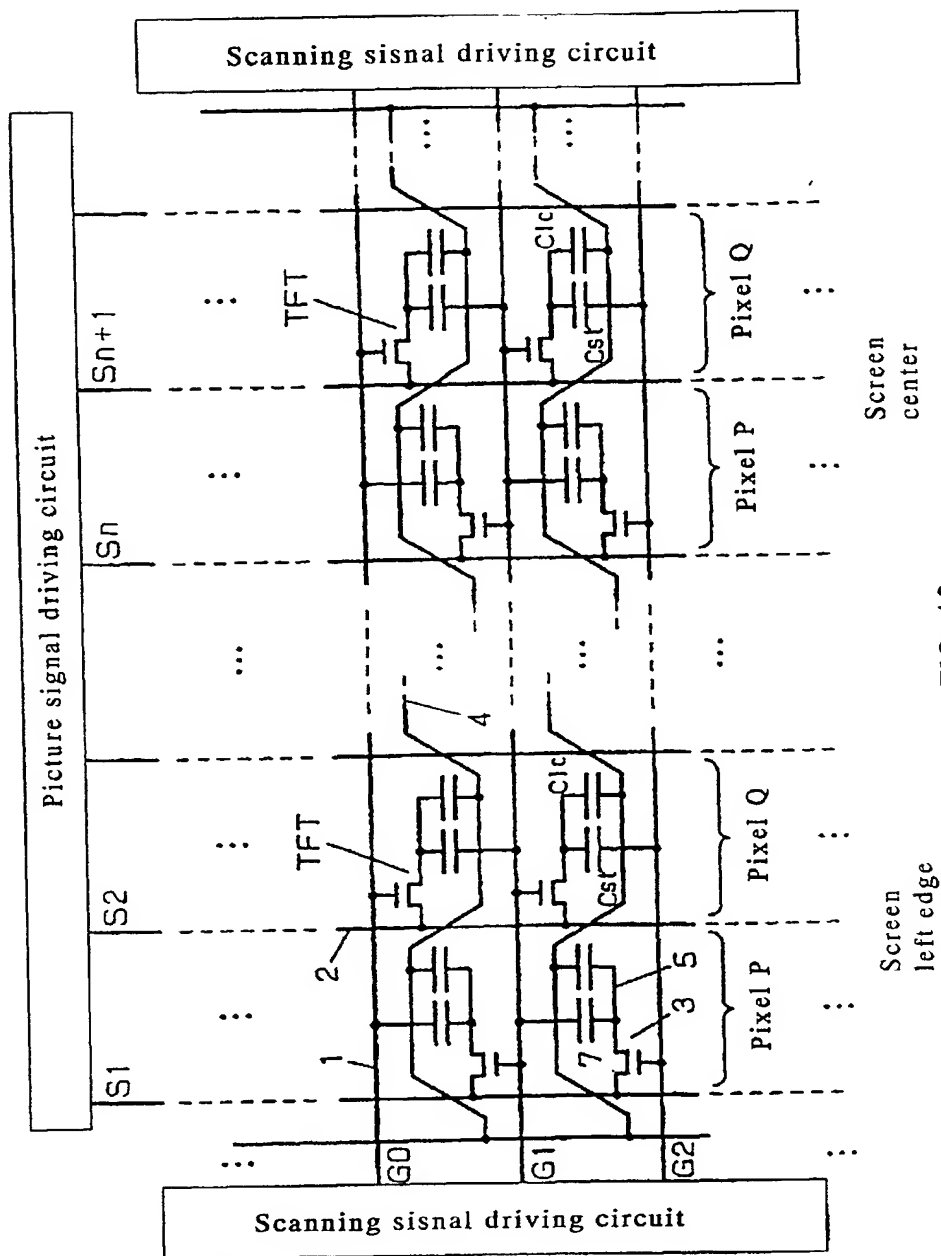 Picture signal driving circuit
S1
S2
Sn
Sn+1
...
...
...
...
...
1
2
TFT
TFT
Scanning sisnal driving circuit
Scanning sisnal driving circuit
G0
...
4
...
...
G1
7
Cst
Clc
...
Cst
Clc
...
5
3
G2
Pixel P
Pixel Q
...
Pixel P
Pixel Q
...
...
...
...
...
Screen
left edge
Screen
center